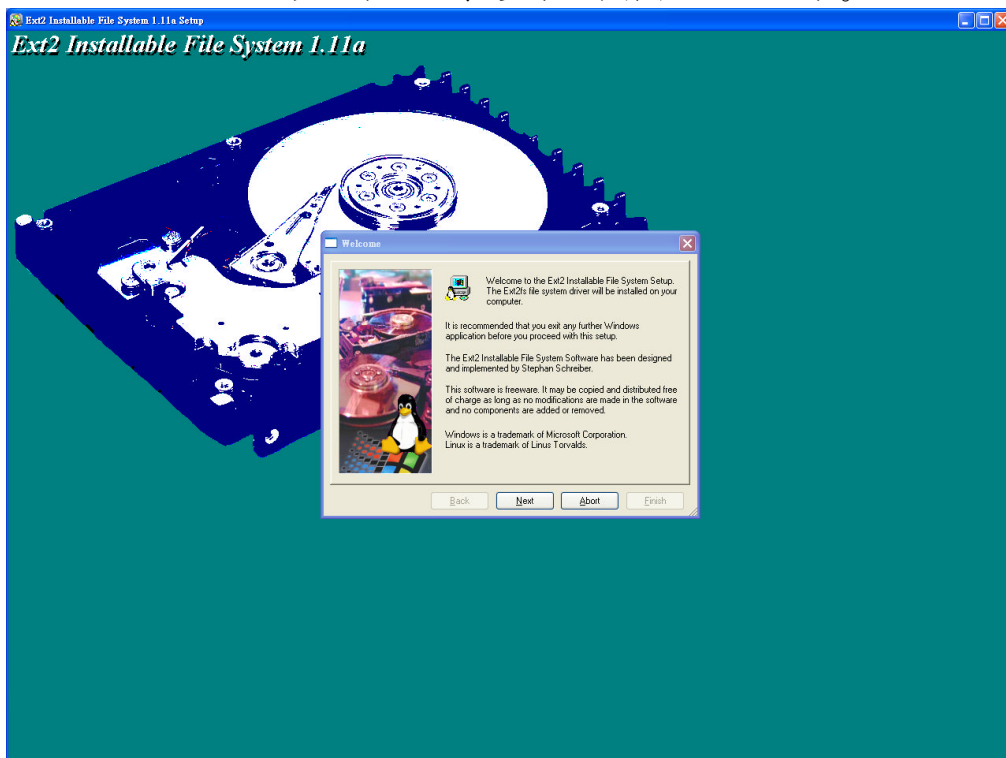 Ext2 Installable File System 1.11a Setup
Ext2 Installable File System 1.11a
Welcome
Welcome to the Ext2 Installable File System Setup.
The Ext2fs file system driver will be installed on your
computer.
It is recommended that you exit any further Windows
application before you proceed with this setup.
The Ext2 Installable File System Software has been designed
and implemented by Stephan Schreiber.
This software is freeware. It may be copied and distributed free
of charge as long as no modifications are made in the software
and no components are added or removed.
Windows is a trademark of Microsoft Corporation.
Linux is a trademark of Linus Torvalds.
Back Next Abort Finish